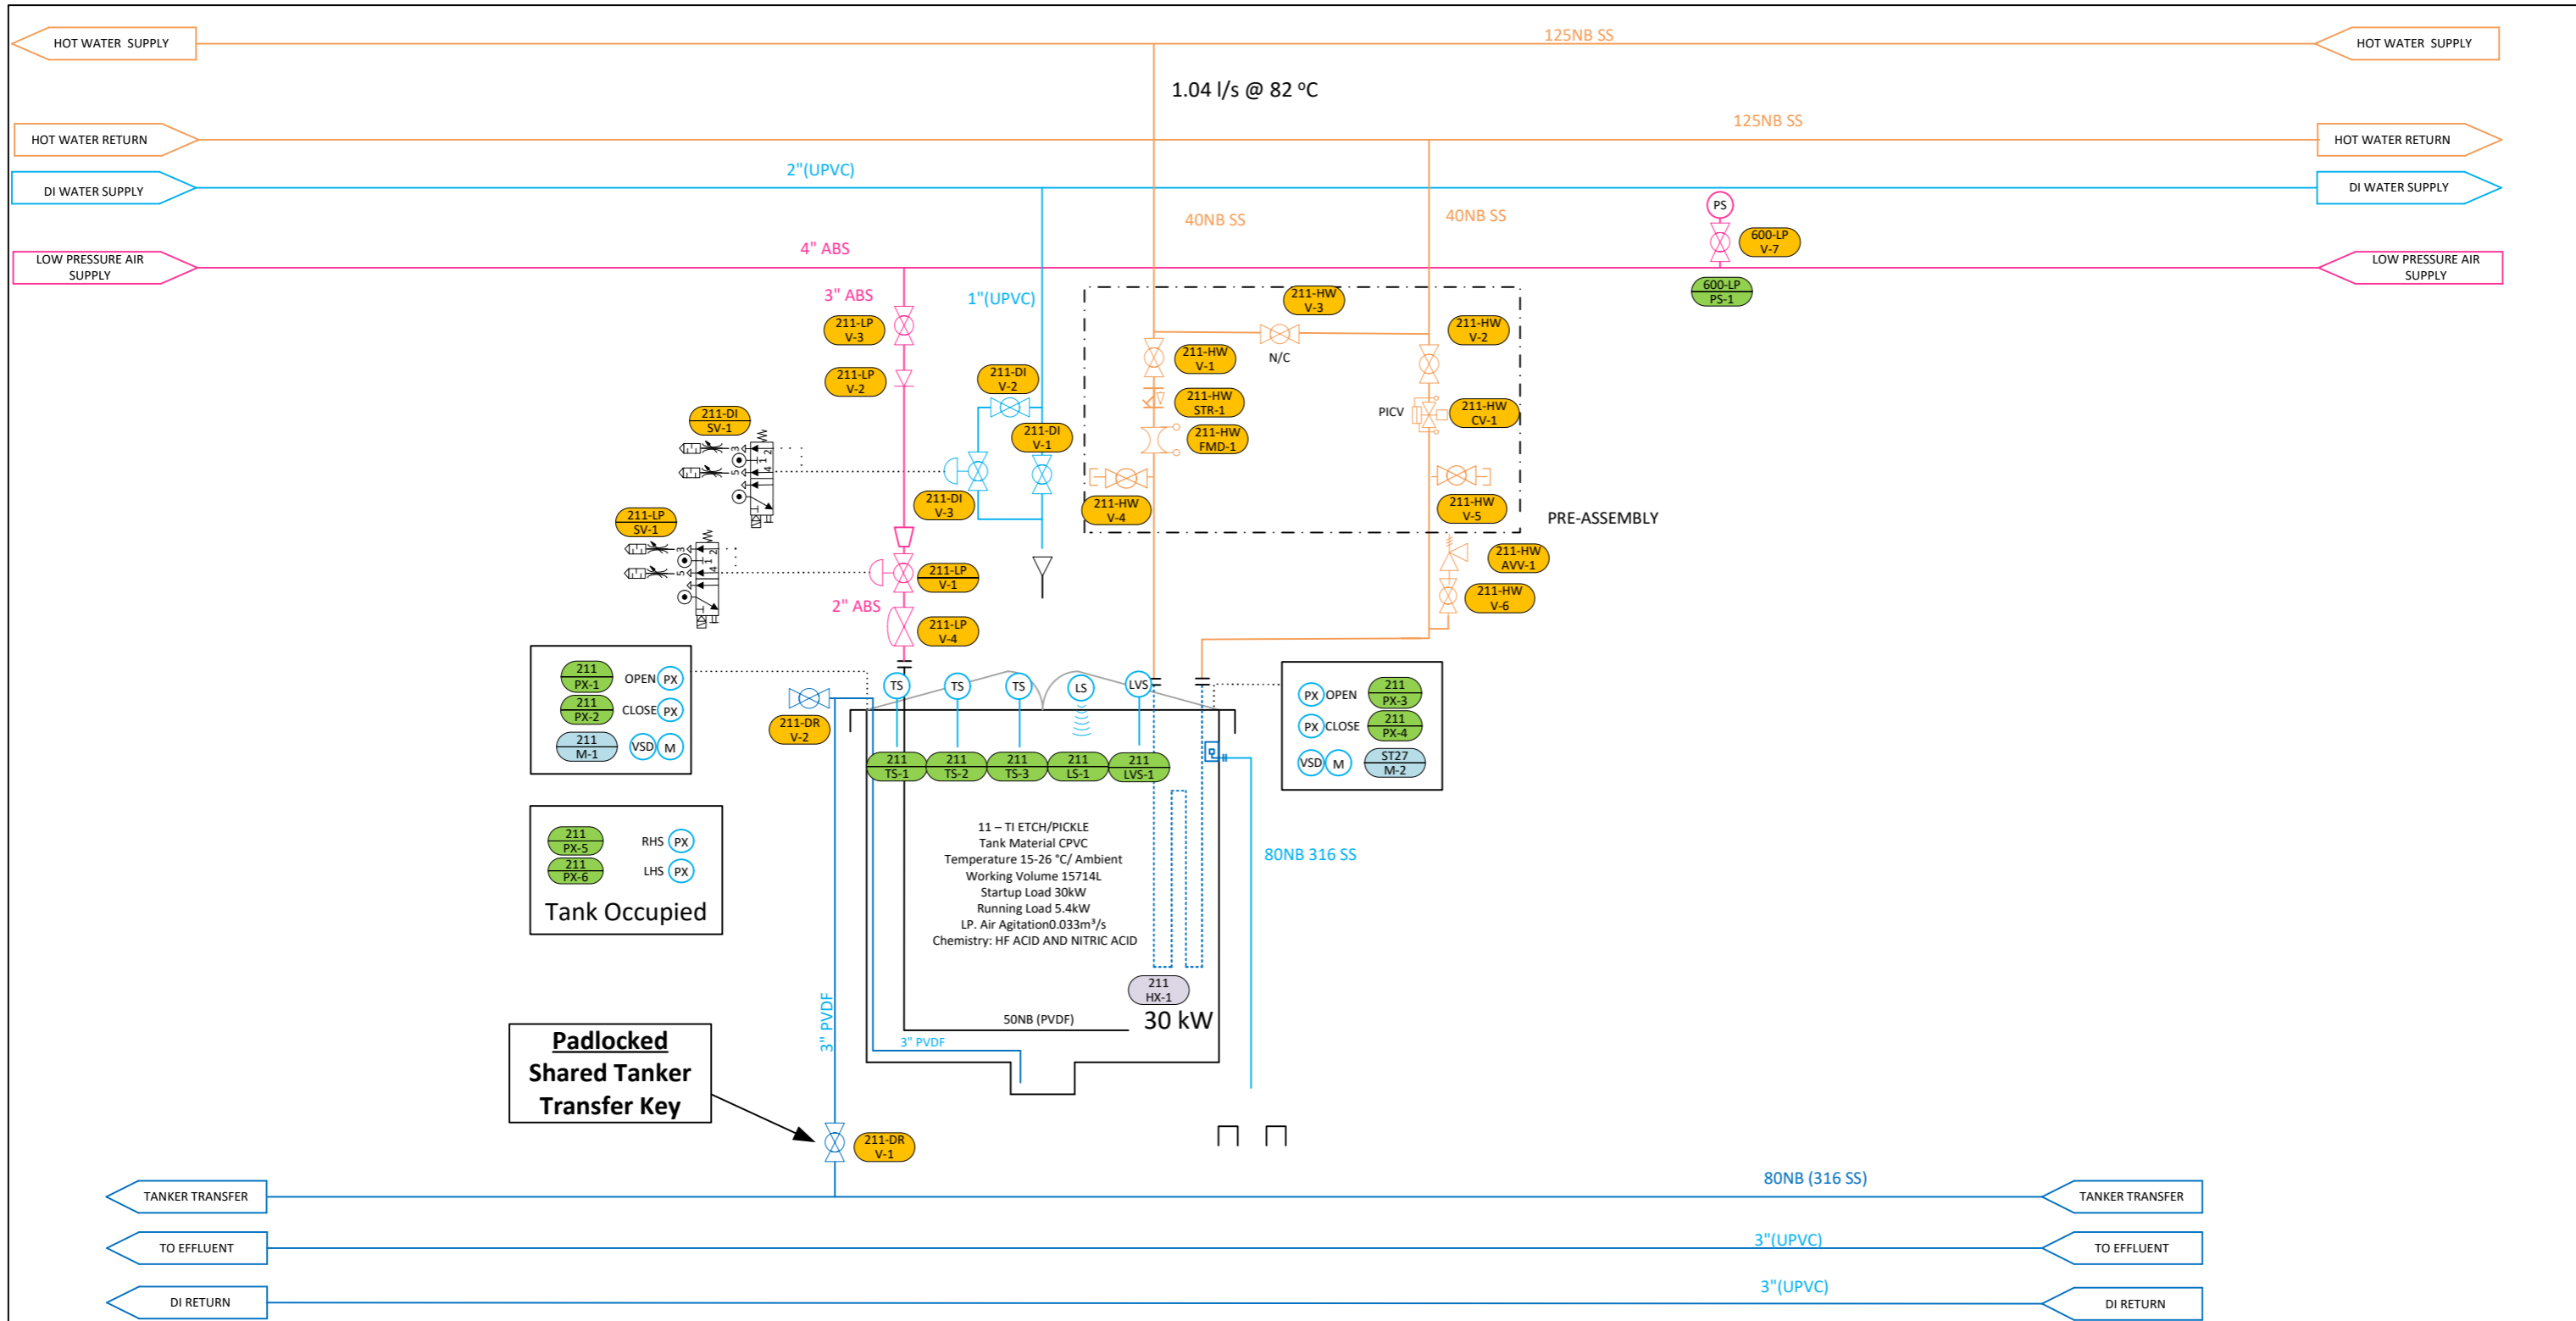 HOT WATER  SUPPLY
125NB SS
HOT WATER  SUPPLY
1.04 l/s @ 82 °C
HOT WATER RETURN
125NB SS
HOT WATER RETURN
2"(UPVC)
DI WATER SUPPLY
DI WATER SUPPLY
PS
40NB SS
40NB SS
600-LP
V-7
4" ABS
LOW PRESSURE AIR
SUPPLY
LOW PRESSURE AIR
SUPPLY
600-LP
PS-1
3" ABS
1"(UPVC)
211-HW
V-3
211-LP
V-3
211-HW
V-2
N/C
211-HW
V-1
211-LP
V-2
211-DI
V-2
211-HW
STR-1
PICV
211-HW
CV-1
211-DI
SV-1
211-DI
V-1
211-HW
FMD-1
3
2
1
5
4
211-DI
V-3
211-HW
V-4
211-HW
V-5
PRE-ASSEMBLY
211-LP
SV-1
3
2
1
5
4
211-LP
V-1
211-HW
AVV-1
2" ABS
211-HW
V-6
211-LP
V-4
211
PX-1
OPEN
PX
211
PX-2
CLOSE
PX
211
M-1
VSD
M
TS
TS
TS
LS
LVS
PX
OPEN
211
PX-3
PX
CLOSE
211
PX-4
VSD
M
ST27
M-2
211-DR
V-2
211
TS-1
211
TS-2
211
TS-3
211
LS-1
211
LVS-1
211
PX-5
RHS
PX
211
PX-6
LHS
PX
Tank Occupied
11 – TI ETCH/PICKLE
Tank Material CPVC
Temperature 15-26 °C/ Ambient
Working Volume 15714L
Startup Load 30kW
Running Load 5.4kW
LP. Air Agitation0.033m³/s
Chemistry: HF ACID AND NITRIC ACID
80NB 316 SS
211
HX-1
30 kW
50NB (PVDF)
3" PVDF
3" PVDF
Padlocked
Shared Tanker
Transfer Key
211-DR
V-1
80NB (316 SS)
TANKER TRANSFER
TANKER TRANSFER
3"(UPVC)
TO EFFLUENT
TO EFFLUENT
3"(UPVC)
DI RETURN
DI RETURN